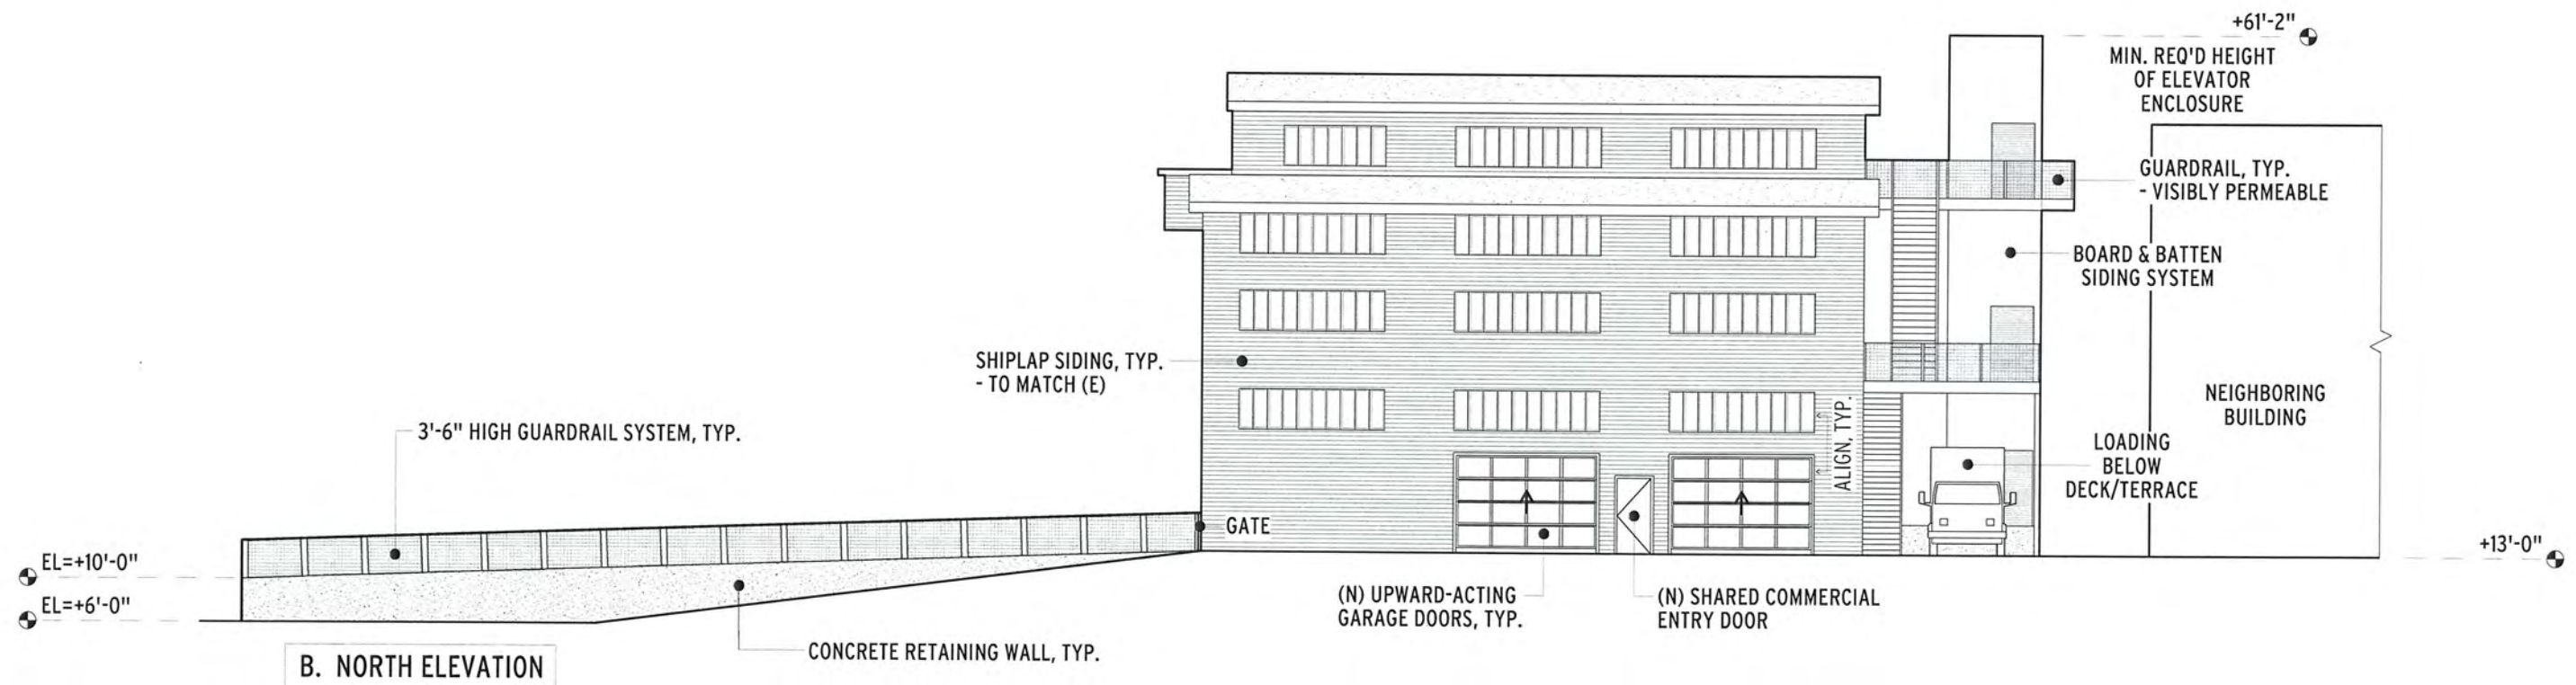 +61'-2"
MIN. REQ'D HEIGHT
OF ELEVATOR
ENCLOSURE
GUARDRAIL, TYP.
- VISIBLY PERMEABLE
BOARD & BATTEN
SIDING SYSTEM
SHIPLAP SIDING, TYP.
- TO MATCH (E)
NEIGHBORING
BUILDING
ALIGN, TYP.
3'-6" HIGH GUARDRAIL SYSTEM, TYP.
LOADING
BELOW
DECK/TERRACE
GATE
EL=+10'-0"
EL=+6'-0"
+13'-0"
(N) UPWARD-ACTING
GARAGE DOORS, TYP.
(N) SHARED COMMERCIAL
ENTRY DOOR
CONCRETE RETAINING WALL, TYP.
B. NORTH ELEVATION